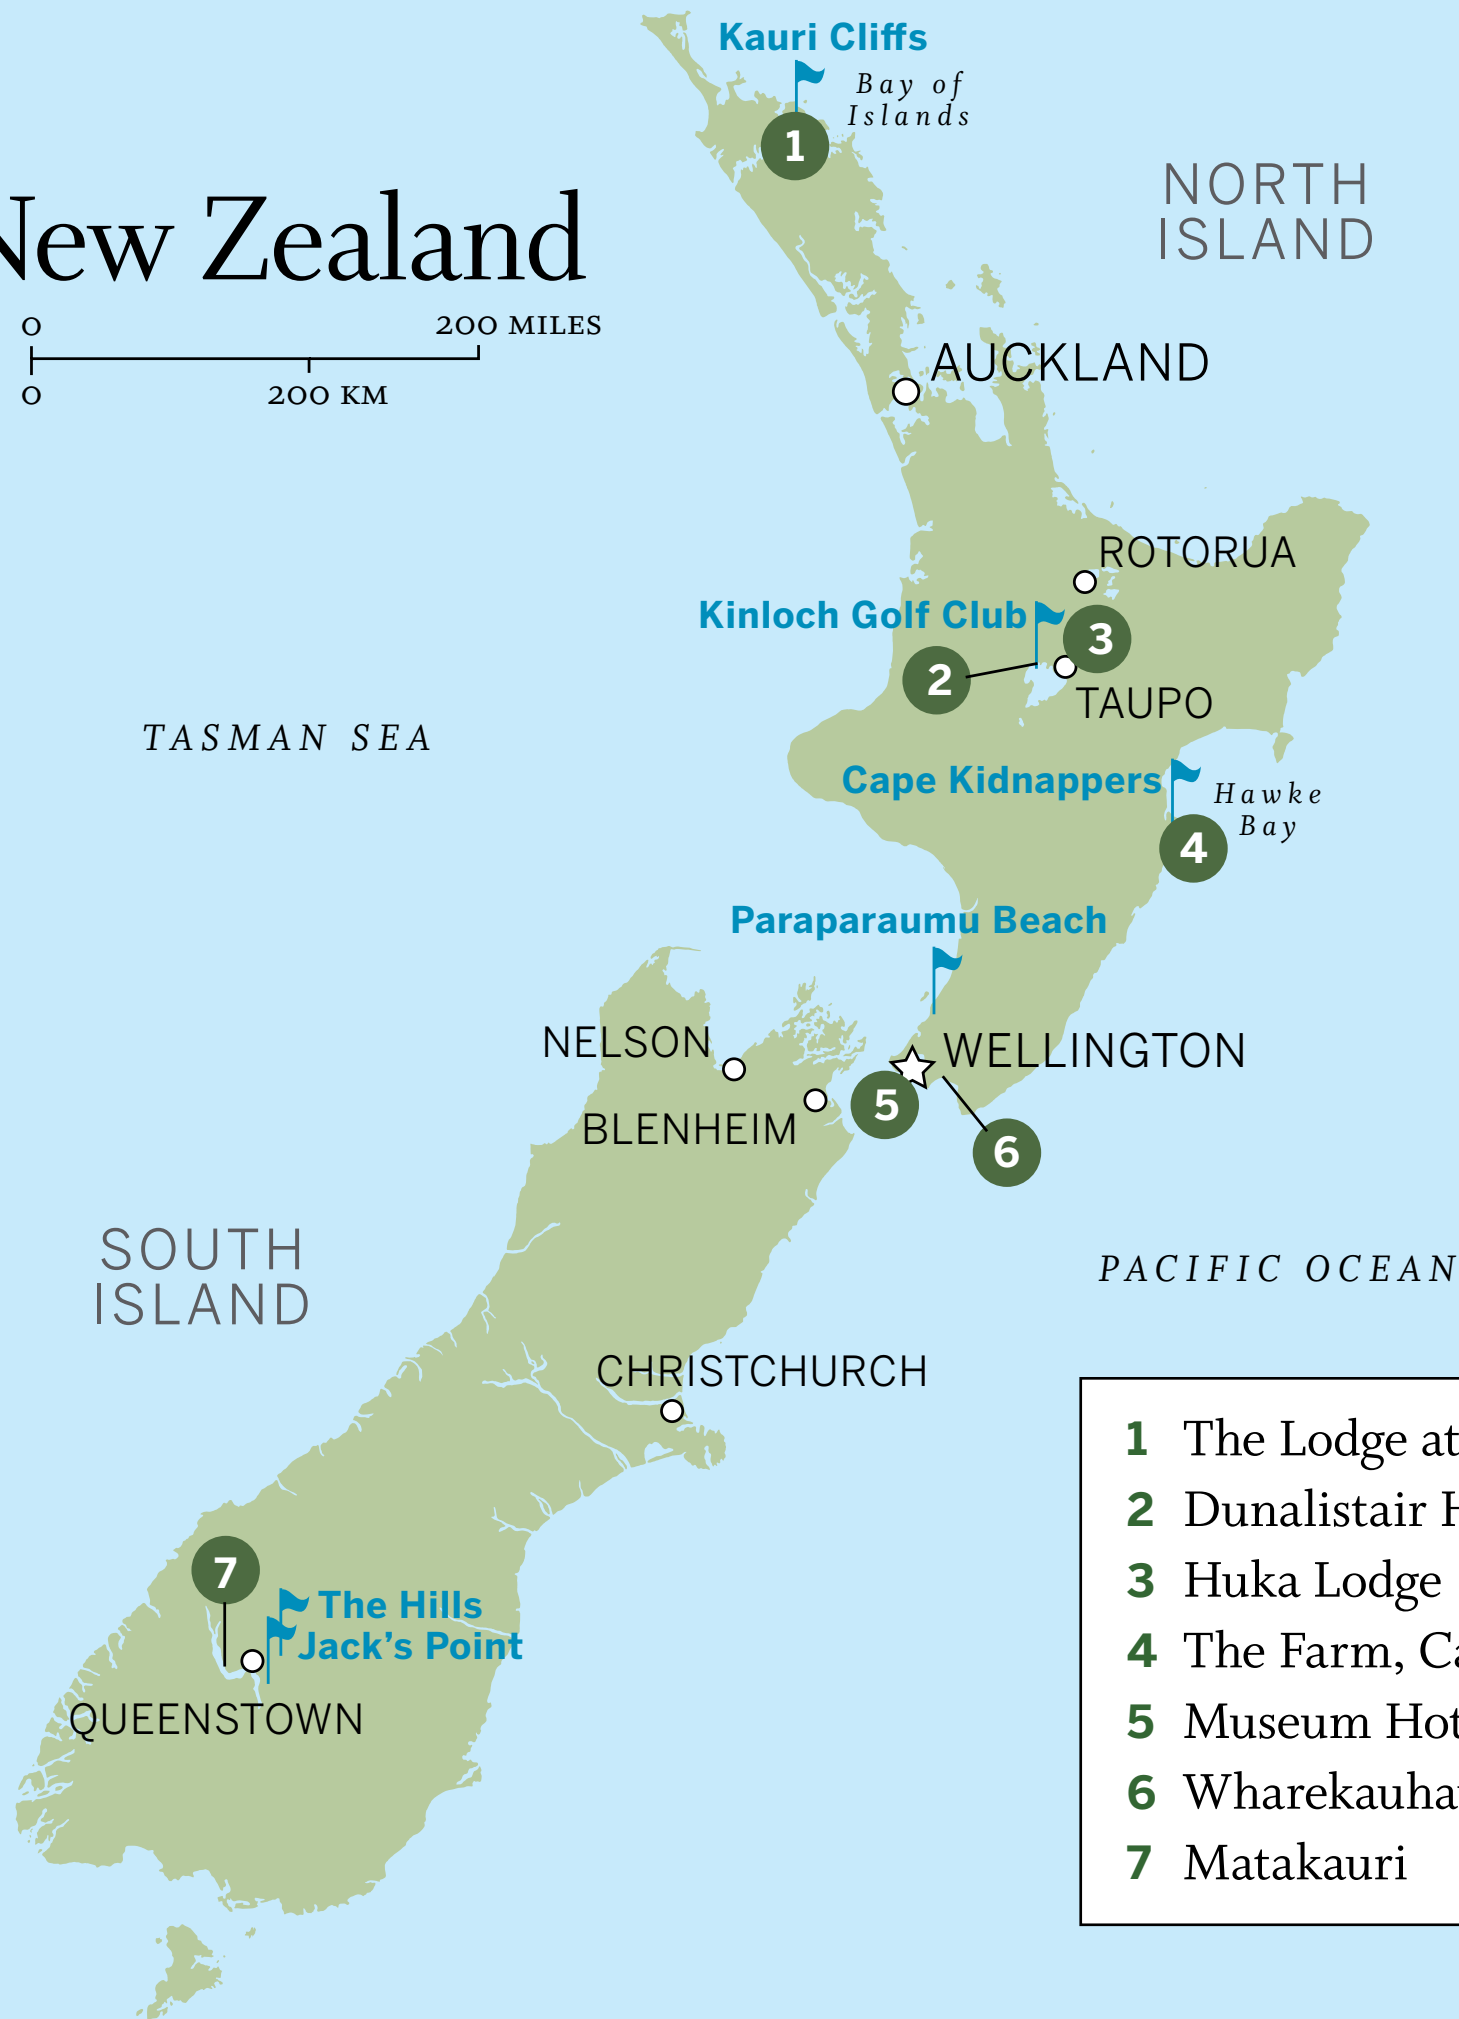 Kauri Cliffs
Bay of
Islands
1
NORTH
ISLAND
New Zealand
0
200 MILES
0
200 KM
AUCKLAND
ROTORUA
Kinloch Golf Club
3
2
TAUPO
TASMAN SEA
Cape Kidnappers
Hawke
Bay
4
Paraparaumu Beach
NELSON
WELLINGTON
5
BLENHEIM
6
SOUTH
ISLAND
PACIFIC OCEAN
CHRISTCHURCH
7
The Hills
Jack’s Point
QUEENSTOWN
1 The Lodge at
2 Dunalistair
3 Huka Lodge
4 The Farm,
5 Museum
6
7 Matakauri